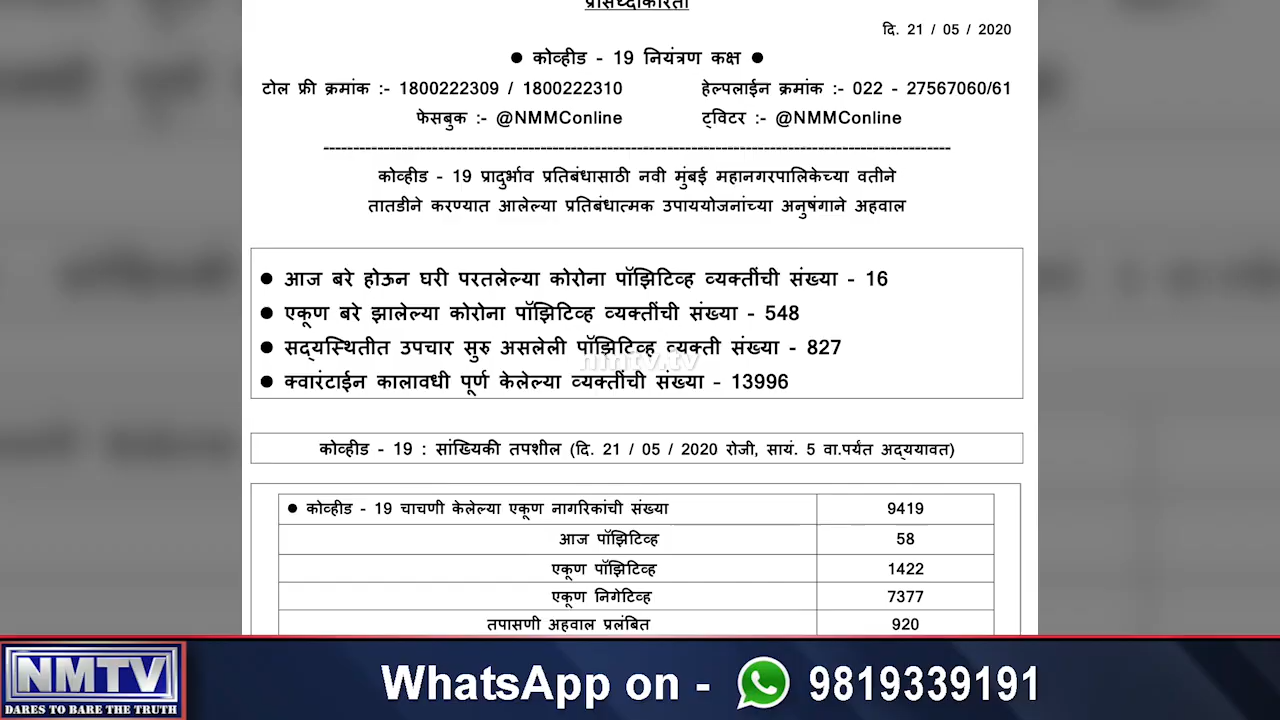 प्रसिध्दीकरिता
दि. 21 / 05 / 2020
● कोव्हीड - 19 नियंत्रण कक्ष ●
टोल फ्री क्रमांक :- 1800222309 / 1800222310 हेल्पलाईन क्रमांक :- 022 - 27567060/61
फेसबुक :- @NMMConline ट्विटर :- @NMMConline
कोव्हीड - 19 प्रादुर्भाव प्रतिबंधासाठी नवी मुंबई महानगरपालिकेच्या वतीने
तातडीने करण्यात आलेल्या प्रतिबंधात्मक उपाययोजनांच्या अनुषंगाने अहवाल
● आज बरे होऊन घरी परतलेल्या कोरोना पॉझिटिव्ह व्यक्तींची संख्या - 16
● एकूण बरे झालेल्या कोरोना पॉझिटिव्ह व्यक्तींची संख्या - 548
● सद्यस्थितीत उपचार सुरु असलेली पॉझिटिव्ह व्यक्ती संख्या - 827
nmtv.tv
● क्वारंटाईन कालावधी पूर्ण केलेल्या व्यक्तींची संख्या - 13996
कोव्हीड - 19 : सांख्यिकी तपशील (दि. 21 / 05 / 2020 रोजी, सायं. 5 वा.पर्यंत अद्ययावत)
● कोव्हीड - 19 चाचणी केलेल्या एकूण नागरिकांची संख्या 9419
आज पॉझिटिव्ह 58
एकूण पॉझिटिव्ह 1422
एकूण निगेटिव्ह 7377
तपासणी अहवाल प्रलंबित 920
NMTV
DARES TO BARE THE TRUTH
WhatsApp on - 9819339191